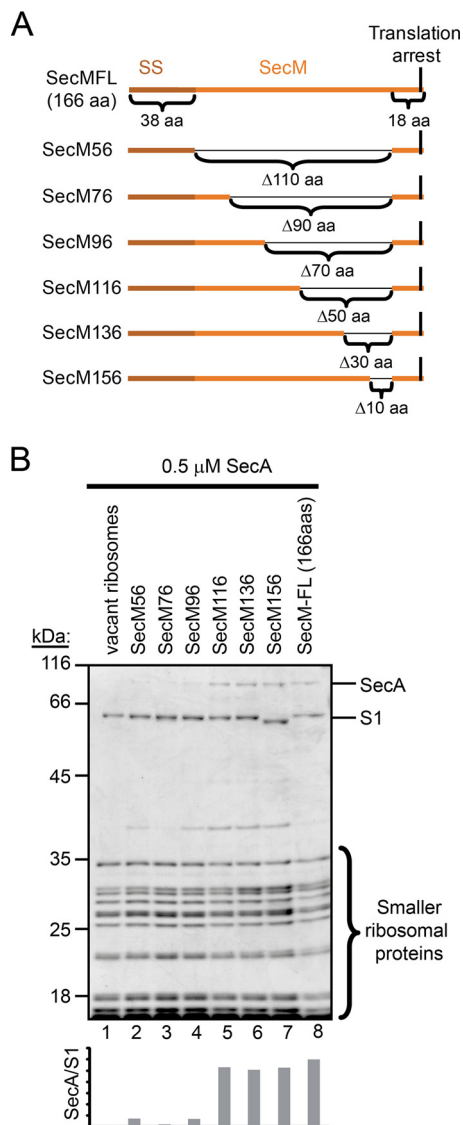 A
Translation
arrest
SecMFL
(166 aa)
SS
SecM
38 aa
18 aa
SecM56
Δ110 aa
SecM76
Δ90 aa
SecM96
Δ70 aa
SecM116
Δ50 aa
SecM136
Δ30 aa
SecM156
Δ10 aa
B
0.5 μM SecA
vacant ribosomes
SecM56
SecM76
SecM96
SecM116
SecM136
SecM156
SecM-FL (166aas)
kDa:
116
66
45
35
25
18
SecA
S1
Smaller
ribosomal
proteins
1 2 3 4 5 6 7 8
SecA/S1